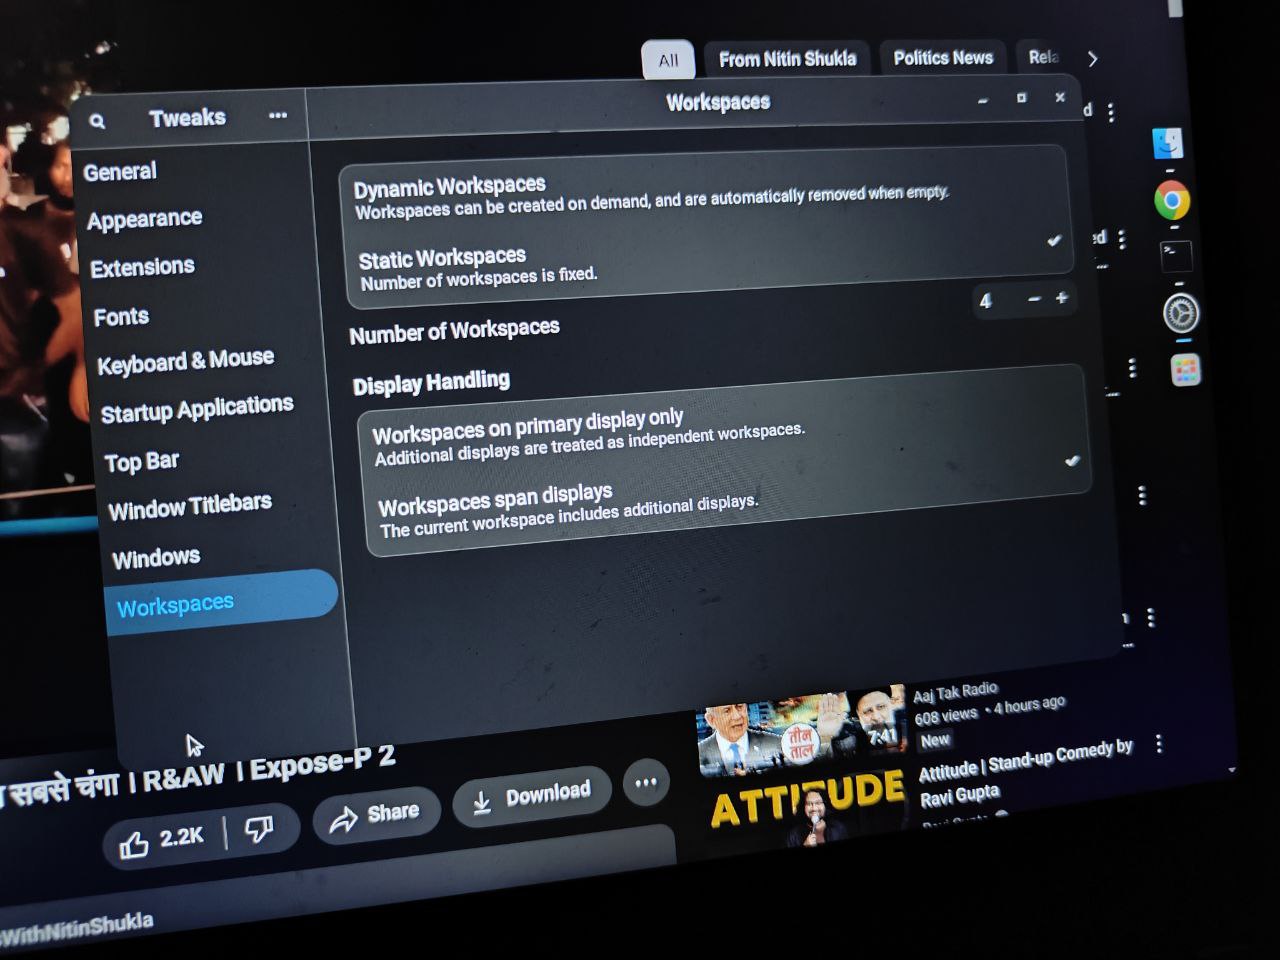 All
From Nitin Shukla
Politics News
Rela
Tweaks
Workspaces
General
Appearance
Extensions
Fonts
Keyboard & Mouse
Startup Applications
Top Bar
Window Titlebars
Windows
Workspaces
Dynamic Workspaces
Workspaces can be created on demand, and are automatically removed when empty.
Static Workspaces
Number of workspaces is fixed.
Number of Workspaces
4 − +
Display Handling
Workspaces on primary display only
Additional displays are treated as independent workspaces.
Workspaces span displays
The current workspace includes additional displays.
सबसे चंगा । R&AW । Expose-P 2
2.2K
Share
Download
WithNitinShukla
तीन
ताल
7:41
Aaj Tak Radio
608 views • 4 hours ago
New
ATTITUDE
Attitude | Stand-up Comedy by
Ravi Gupta